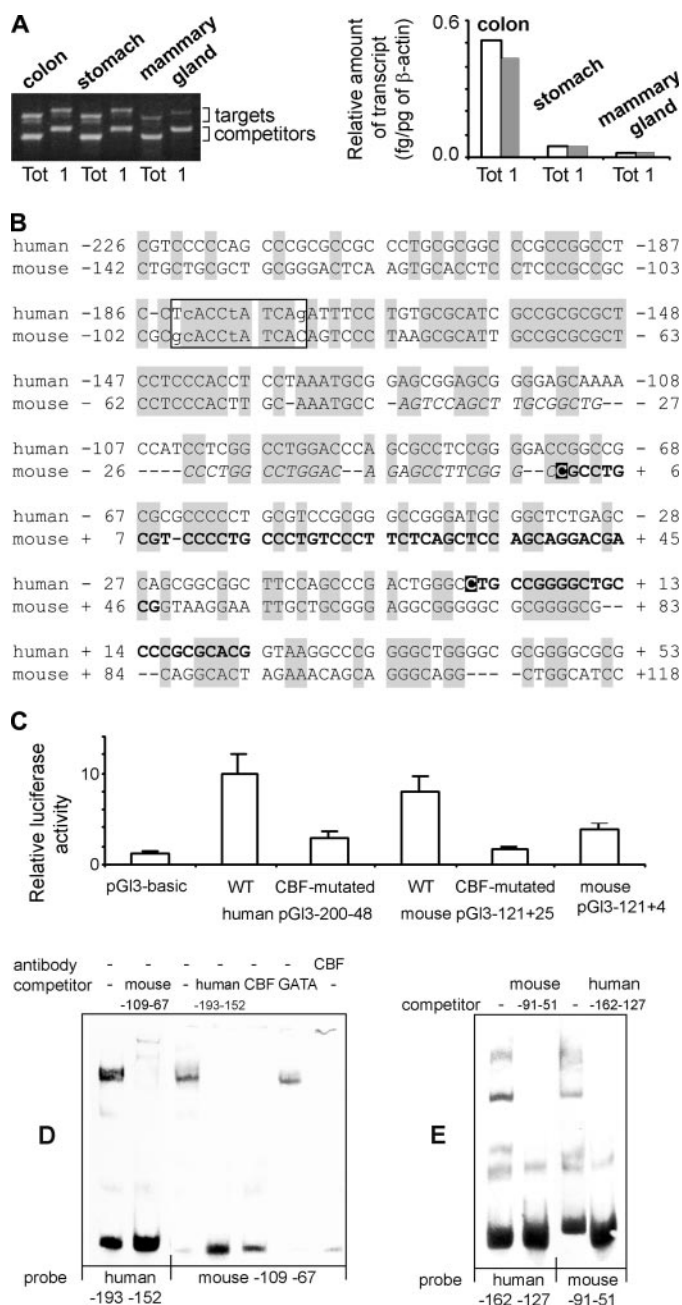 A
colon
stomach
mammary
gland
targets
competitors
Tot 1 Tot 1 Tot 1
Relative amount
of transcript
(fg/pg of β-actin)
0.6
0.0
colon
stomach
mammary
gland
Tot 1 Tot 1 Tot 1
B
human -226 CGTCCCCCAG CCCGCGCCGC CCTGCGCGGC CCGCCGGCCT -187
mouse -142 CTGCTGCGCT GCGGGACTCA AGTGCACCTC CTCCCGCCGC -103
human -186 C-CTcACCTA TCAgATTTCC TGTGCGCATC GCCGCGCGCT -148
mouse -102 CGCgcACCtA TCACAGTCCC TAAGCGCATT GCCGCGCGCT - 63
human -147 CCTCCCACCT CCTAAATGCG GAGCGGAGCG GGGAGCAAAA -108
mouse - 62 CCTCCCACTT GC-AAATGCC -AGTCCAGCT TGCGGCTG-- - 27
human -107 CCATCCTCGG CCTGGACCCA GCGCCTCCGG GGACCGGCCG - 68
mouse - 26 ----CCCTGG CCTGGAC--A GAGCCTTCGG G--CCGCCTG + 6
human - 67 CGCGCCCCCT GCGTCCGCGG GCCGGGATGC GGCTCTGAGC - 28
mouse + 7 CGT-CCCCTG CCCTGTCCCTT CTCAGCTCC AGCAGGACGA + 45
human - 27 CAGCGGCGGC TTCCAGCCCG ACTGGGCCTG CCGGGGCTGC + 13
mouse + 46 CGGTAAGGAA TTGCTGCGGG AGGCGGGGGC GCGGGGCG-- + 83
human + 14 CCCGCGCACG GTAAGGCCCG GGGCTGGGGC GCGGGGCGCG + 53
mouse + 84 --CAGGCACT AGAAACAGCA GGGCAGG--- -CTGGCATCC +118
C
Relative luciferase
activity
10
0
pGl3-basic WT CBF-mutated WT CBF-mutated mouse
human pGl3-200-48 mouse pGl3-121+25 pGl3-121+4
antibody - - - - - - CBF
competitor - mouse - human CBF GATA -
-109-67 -193-152
D
probe human mouse -109 -67
-193 -152
mouse human
competitor - -91-51 - -162-127
E
probe human mouse
-162 -127 -91-51